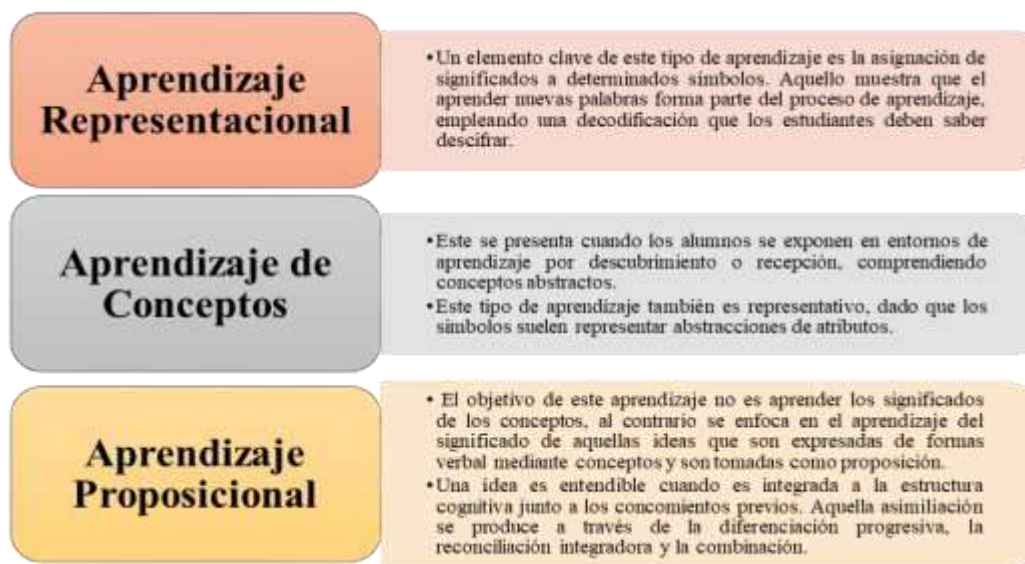 Aprendizaje
Representacional
•Un elemento clave de este tipo de aprendizaje es la asignación de
significados a determinados símbolos. Aquello muestra que el
aprender nuevas palabras forma parte del proceso de aprendizaje,
empleando una decodificación que los estudiantes deben saber
descifrar.
Aprendizaje de
Conceptos
•Este se presenta cuando los alumnos se exponen en entornos de
aprendizaje por descubrimiento o recepción, comprendiendo
conceptos abstractos.
•Este tipo de aprendizaje también es representativo, dado que los
símbolos suelen representar abstracciones de atributos.
Aprendizaje
Proposicional
• El objetivo de este aprendizaje no es aprender los significados
de los conceptos, al contrario se enfoca en el aprendizaje del
significado de aquellas ideas que son expresadas de formas
verbal mediante conceptos y son tomadas como proposición.
•Una idea es entendible cuando es integrada a la estructura
cognitiva junto a los concomientos previos. Aquella asimiliación
se produce a través de la diferenciación progresiva, la
reconciliación integradora y la combinación.